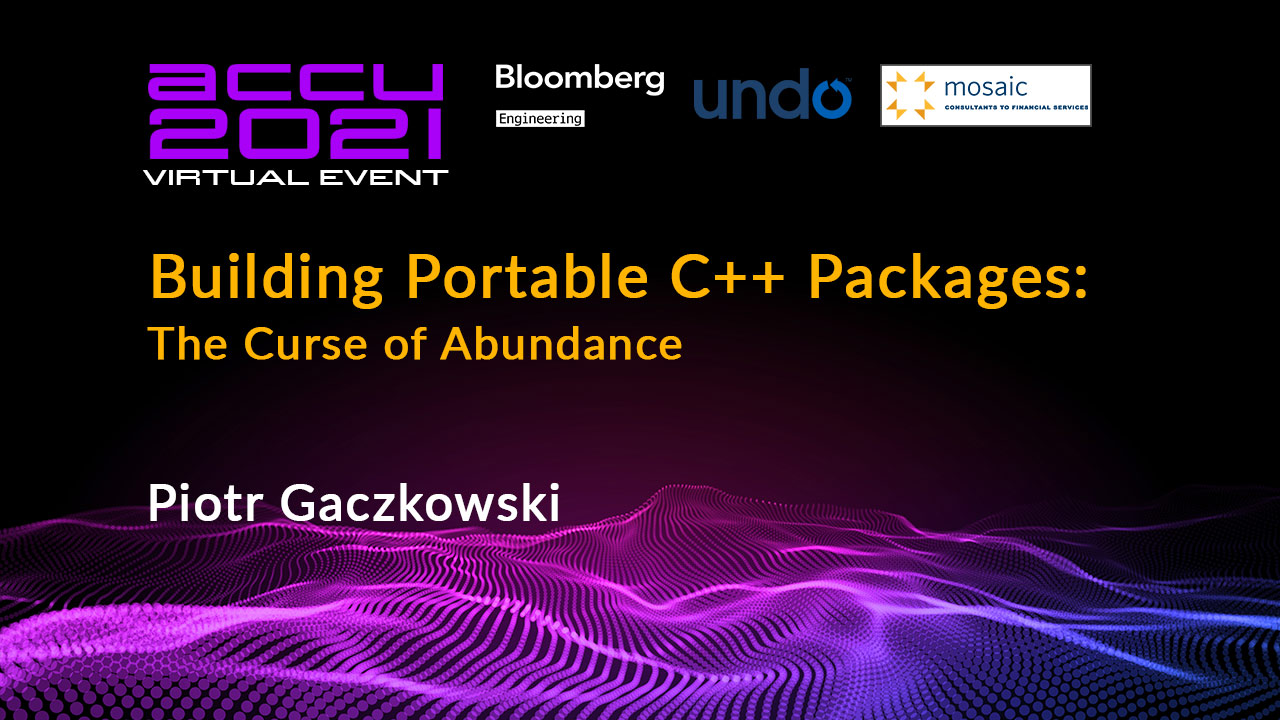 accu
2021
VIRTUAL EVENT
Bloomberg
Engineering
undo
TM
mosaic
CONSULTANTS TO FINANCIAL SERVICES
Building Portable C++ Packages:
The Curse of Abundance
Piotr Gaczkowski